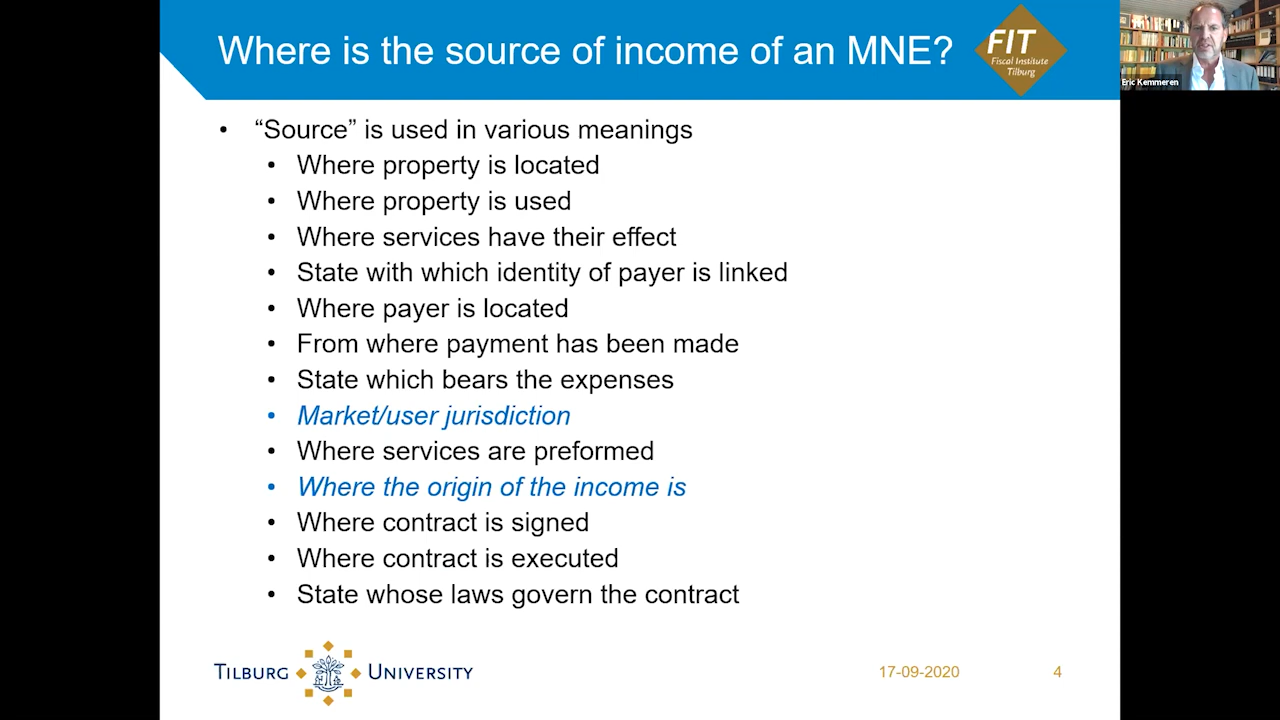 Where is the source of income of an MNE?
FIT
Fiscal Institute
Tilburg
Eric Kemmeren
• “Source” is used in various meanings
• Where property is located
• Where property is used
• Where services have their effect
• State with which identity of payer is linked
• Where payer is located
• From where payment has been made
• State which bears the expenses
• Market/user jurisdiction
• Where services are preformed
• Where the origin of the income is
• Where contract is signed
• Where contract is executed
• State whose laws govern the contract
TILBURG UNIVERSITY
17-09-2020
4